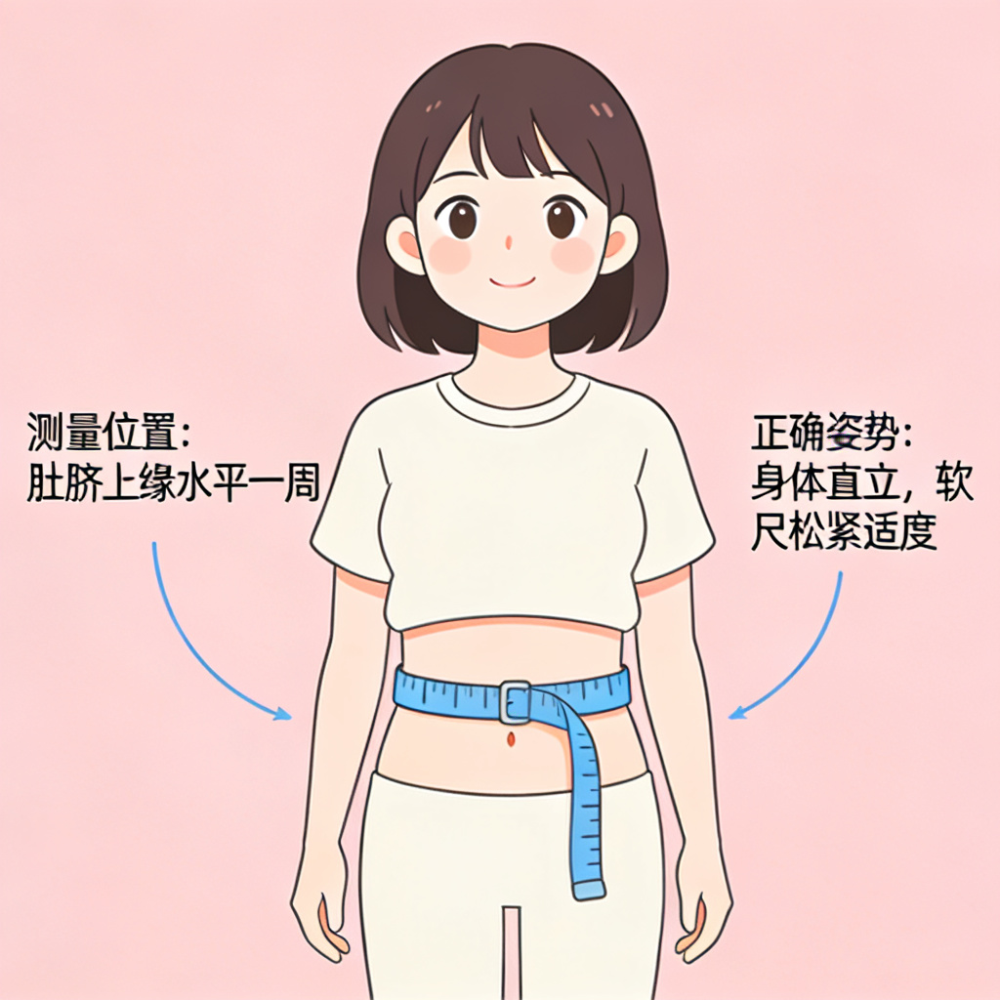 测量位置：
肚脐上缘水平一周
正确姿势：
身体直立，软
尺松紧适度